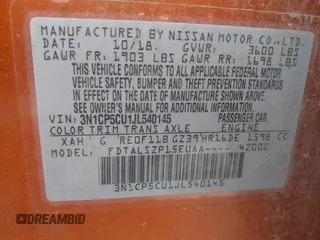 MANUFACTURED BY NISSAN MOTOR CO.,LTD.
DATE: 10/18. GVWR: 3600 LBS
GAWR FR: 1903 LBS GAWR RR: 1698 LBS
THIS VEHICLE CONFORMS TO ALL APPLICABLE FEDERAL MOTOR
VEHICLE SAFETY, BUMPER, AND THEFT PREVENTION STANDARDS
IN EFFECT ON THE DATE OF MANUFACTURE SHOWN ABOVE.
SEE OWNER'S MANUAL FOR ADDITIONAL INFORMATION.
VIN: 3N1CP5CU1JL540145 PASSENGER CAR
COLOR TRIM TRANS AXLE ENGINE
XAH G RE0F11B GZ39 HR16DE 1598 CC
MODEL FDTALSZP15EUAA---- 42000
3N1CP5CU1JL540145
AUTOBIDMAP